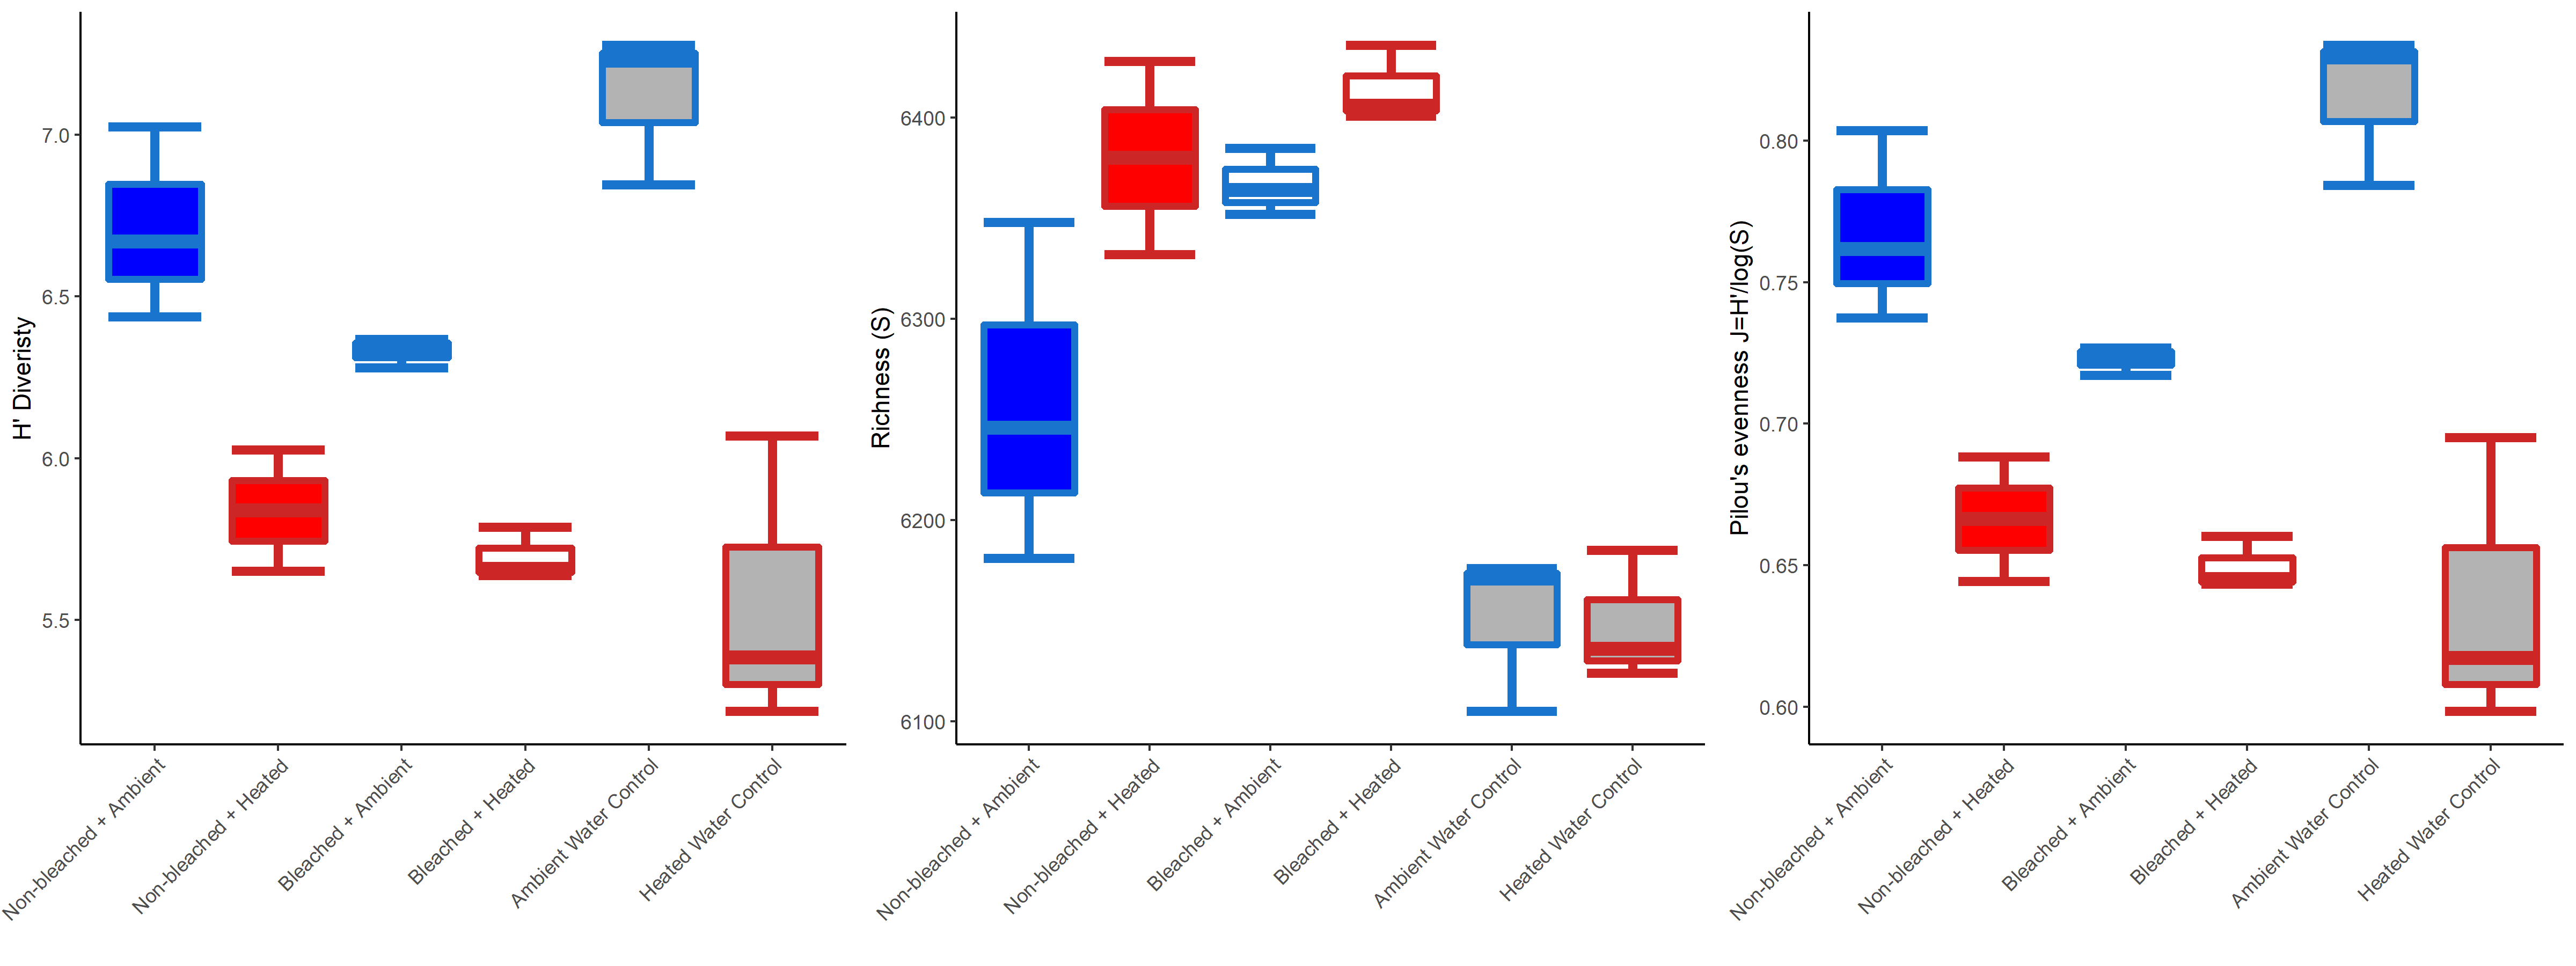 H' Diveristy
7.0
6.5
6.0
5.5
Non-bleached + Ambient
Non-bleached + Heated
Bleached + Ambient
Bleached + Heated
Ambient Water Control
Heated Water Control
Richness (S)
6400
6300
6200
6100
Non-bleached + Ambient
Non-bleached + Heated
Bleached + Ambient
Bleached + Heated
Ambient Water Control
Heated Water Control
Pilou's evenness J=H'/log(S)
0.80
0.75
0.70
0.65
0.60
Non-bleached + Ambient
Non-bleached + Heated
Bleached + Ambient
Bleached + Heated
Ambient Water Control
Heated Water Control